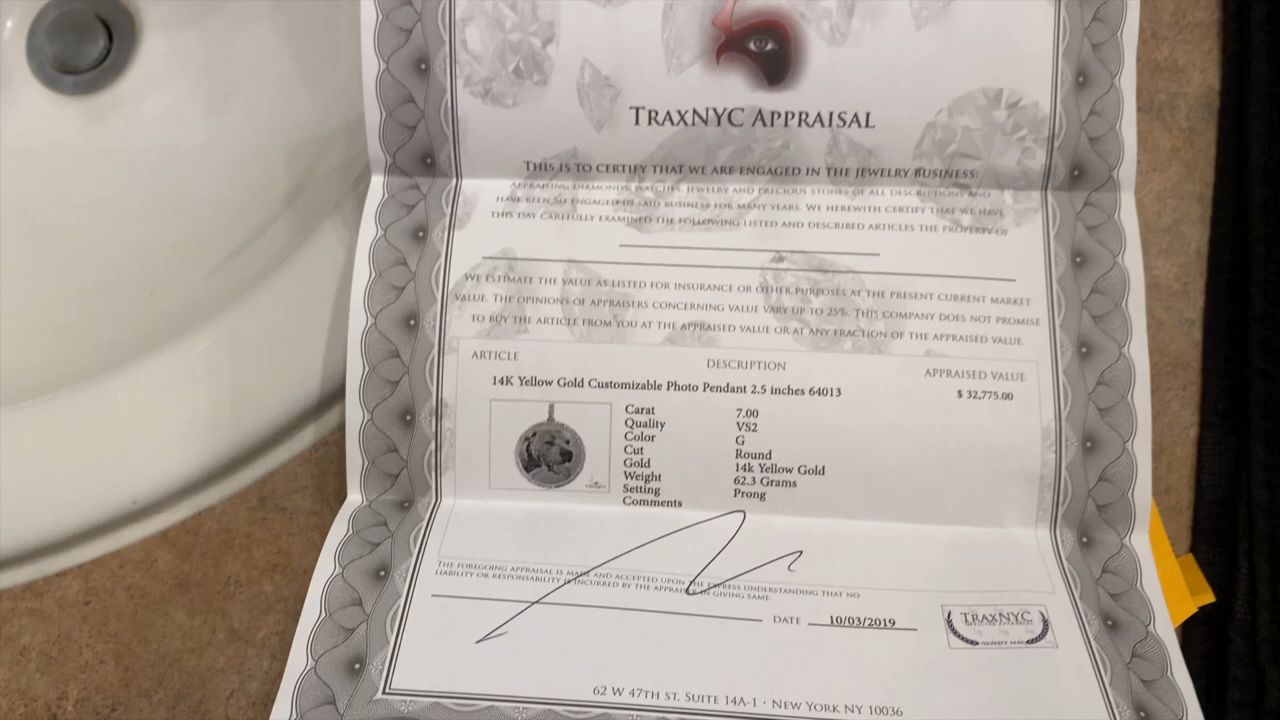 TRAXNYC APPRAISAL
THIS IS TO CERTIFY THAT WE ARE ENGAGED IN THE JEWELRY BUSINESS:
APPRAISING DIAMONDS, WATCHES, JEWELRY AND PRECIOUS STONES OF ALL DESCRIPTIONS AND
HAVE BEEN SO ENGAGED IN SAID BUSINESS FOR MANY YEARS. WE HEREWITH CERTIFY THAT WE HAVE
THIS DAY CAREFULLY EXAMINED THE FOLLOWING LISTED AND DESCRIBED ARTICLES THE PROPERTY OF
WE ESTIMATE THE VALUE AS LISTED FOR INSURANCE OR OTHER PURPOSES AT THE PRESENT CURRENT MARKET
VALUE. THE OPINIONS OF APPRAISERS CONCERNING VALUE VARY UP TO 25%. THIS COMPANY DOES NOT PROMISE
TO BUY THE ARTICLE FROM YOU AT THE APPRAISED VALUE OR AT ANY FRACTION OF THE APPRAISED VALUE.
ARTICLE DESCRIPTION APPRAISED VALUE
14K Yellow Gold Customizable Photo Pendant 2.5 inches 64013 $ 32,775.00
Carat 7.00
Quality VS2
Color G
Cut Round
Gold 14k Yellow Gold
Weight 62.3 Grams
Setting Prong
Comments
THE FOREGOING APPRAISAL IS MADE AND ACCEPTED UPON THE EXPRESS UNDERSTANDING THAT NO
LIABILITY OR RESPONSIBILITY IS INCURRED BY THE APPRAISER IN GIVING SAME.
DATE 10/03/2019
TRAXNYC
62 W 47TH ST. SUITE 14A-1 · NEW YORK NY 10036